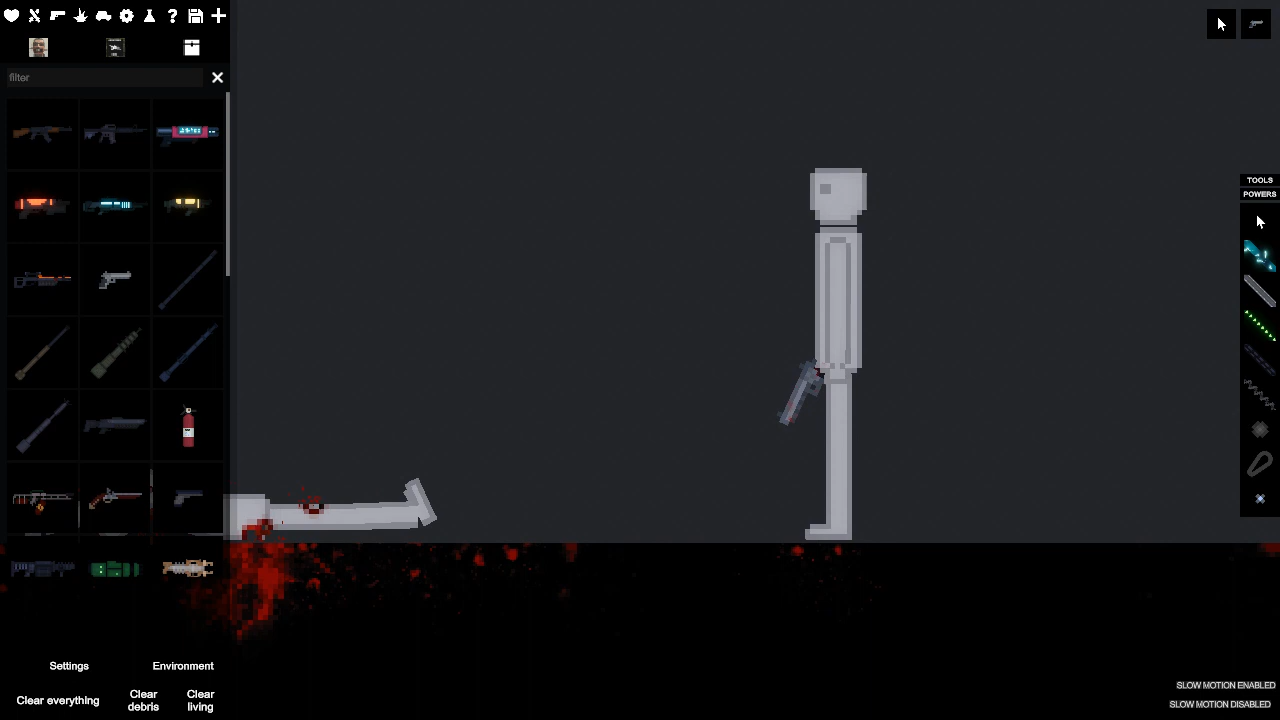 filter
TOOLS
POWERS
Settings
Environment
Clear everything
Clear
debris
Clear
living
SLOW MOTION ENABLED
SLOW MOTION DISABLED